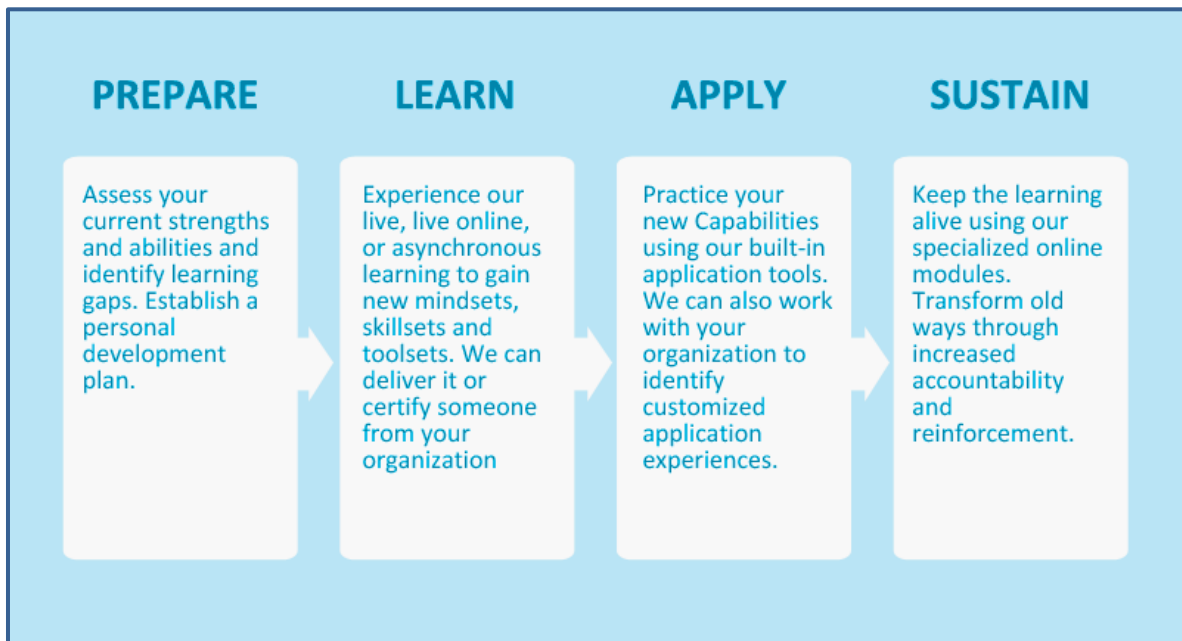 PREPARE
Assess your
current strengths
and abilities and
identify learning
gaps. Establish a
personal
development
plan.
LEARN
Experience our
live, live online,
or asynchronous
learning to gain
new mindsets,
skillsets and
toolsets. We can
deliver it or
certify someone
from your
organization
APPLY
Practice your
new Capabilities
using our built-in
application tools.
We can also work
with your
organization to
identify
customized
application
experiences.
SUSTAIN
Keep the learning
alive using our
specialized online
modules.
Transform old
ways through
increased
accountability
and
reinforcement.